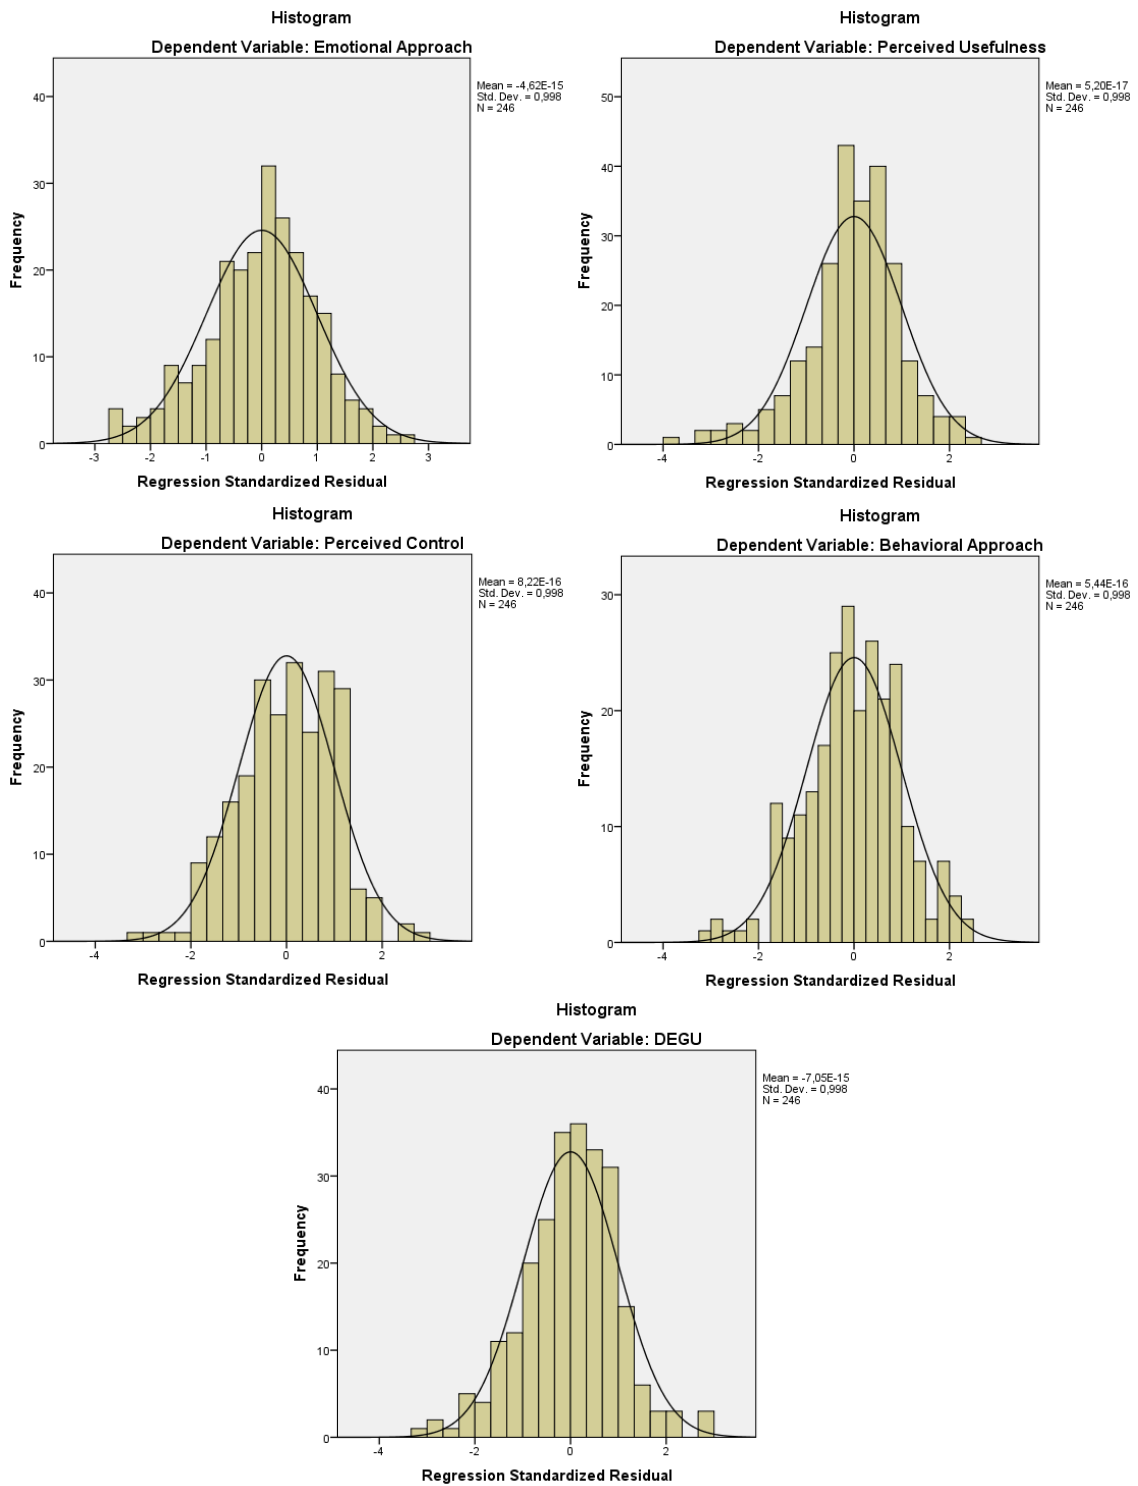 Histogram
Dependent Variable: Emotional Approach
Mean = -4,62E-15
Std. Dev. = 0,998
N = 246
40
30
20
10
0
Frequency
-3 -2 -1 0 1 2 3
Regression Standardized Residual
Histogram
Dependent Variable: Perceived Usefulness
Mean = 5,20E-17
Std. Dev. = 0,998
N = 246
50
40
30
20
10
0
Frequency
-4 -2 0 2
Regression Standardized Residual
Histogram
Dependent Variable: Perceived Control
Mean = 8,22E-16
Std. Dev. = 0,998
N = 246
40
30
20
10
0
Frequency
-4 -2 0 2
Regression Standardized Residual
Histogram
Dependent Variable: Behavioral Approach
Mean = 5,44E-16
Std. Dev. = 0,998
N = 246
30
20
10
0
Frequency
-4 -2 0 2
Regression Standardized Residual
Histogram
Dependent Variable: DEGU
Mean = -7,05E-15
Std. Dev. = 0,998
N = 246
40
30
20
10
0
Frequency
-4 -2 0 2
Regression Standardized Residual